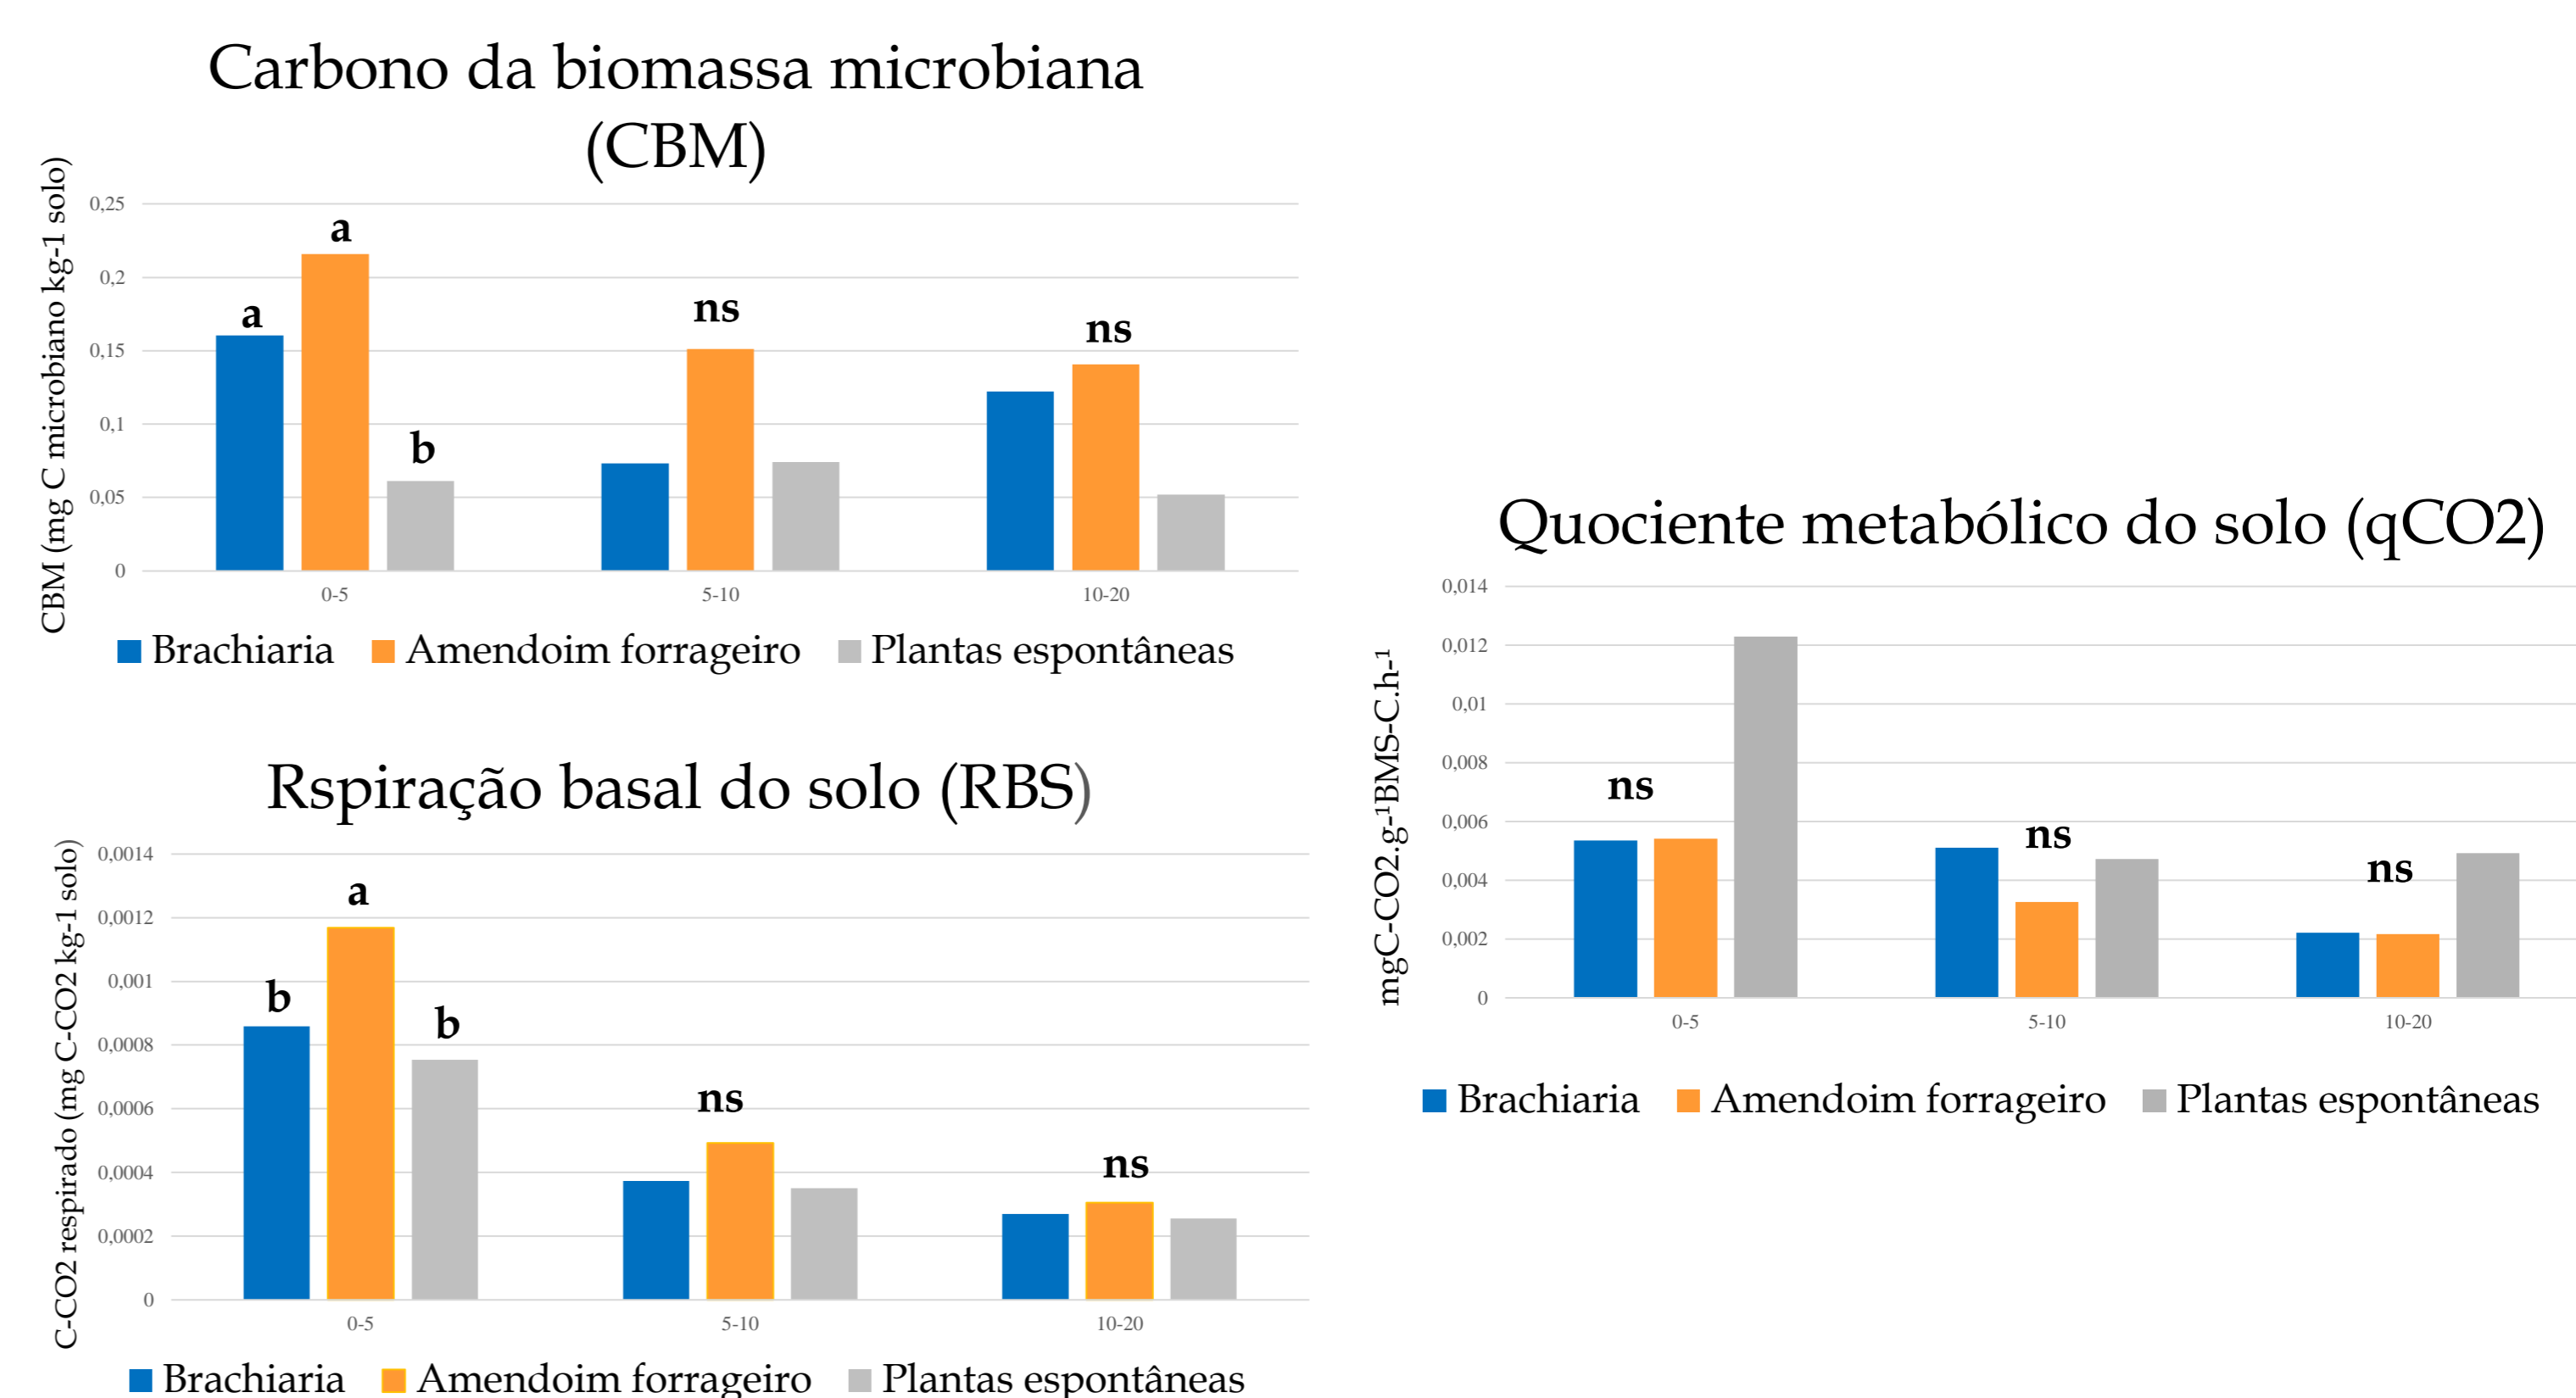 Carbono da biomassa microbiana
(CBM)
CBM (mg C microbiano kg-1 solo)
0,25
0,2
0,15
0,1
0,05
0
a
a
b
ns
ns
0-5
5-10
10-20
Brachiaria
Amendoim forrageiro
Plantas espontâneas
Rspiração basal do solo (RBS)
C-CO2 respirado (mg C-CO2 kg-1 solo)
0,0014
0,0012
0,001
0,0008
0,0006
0,0004
0,0002
0
b
a
b
ns
ns
0-5
5-10
10-20
Brachiaria
Amendoim forrageiro
Plantas espontâneas
Quociente metabólico do solo (qCO2)
mgC-CO2.g-¹BMS-C.h-¹
0,014
0,012
0,01
0,008
0,006
0,004
0,002
0
ns
ns
ns
0-5
5-10
10-20
Brachiaria
Amendoim forrageiro
Plantas espontâneas